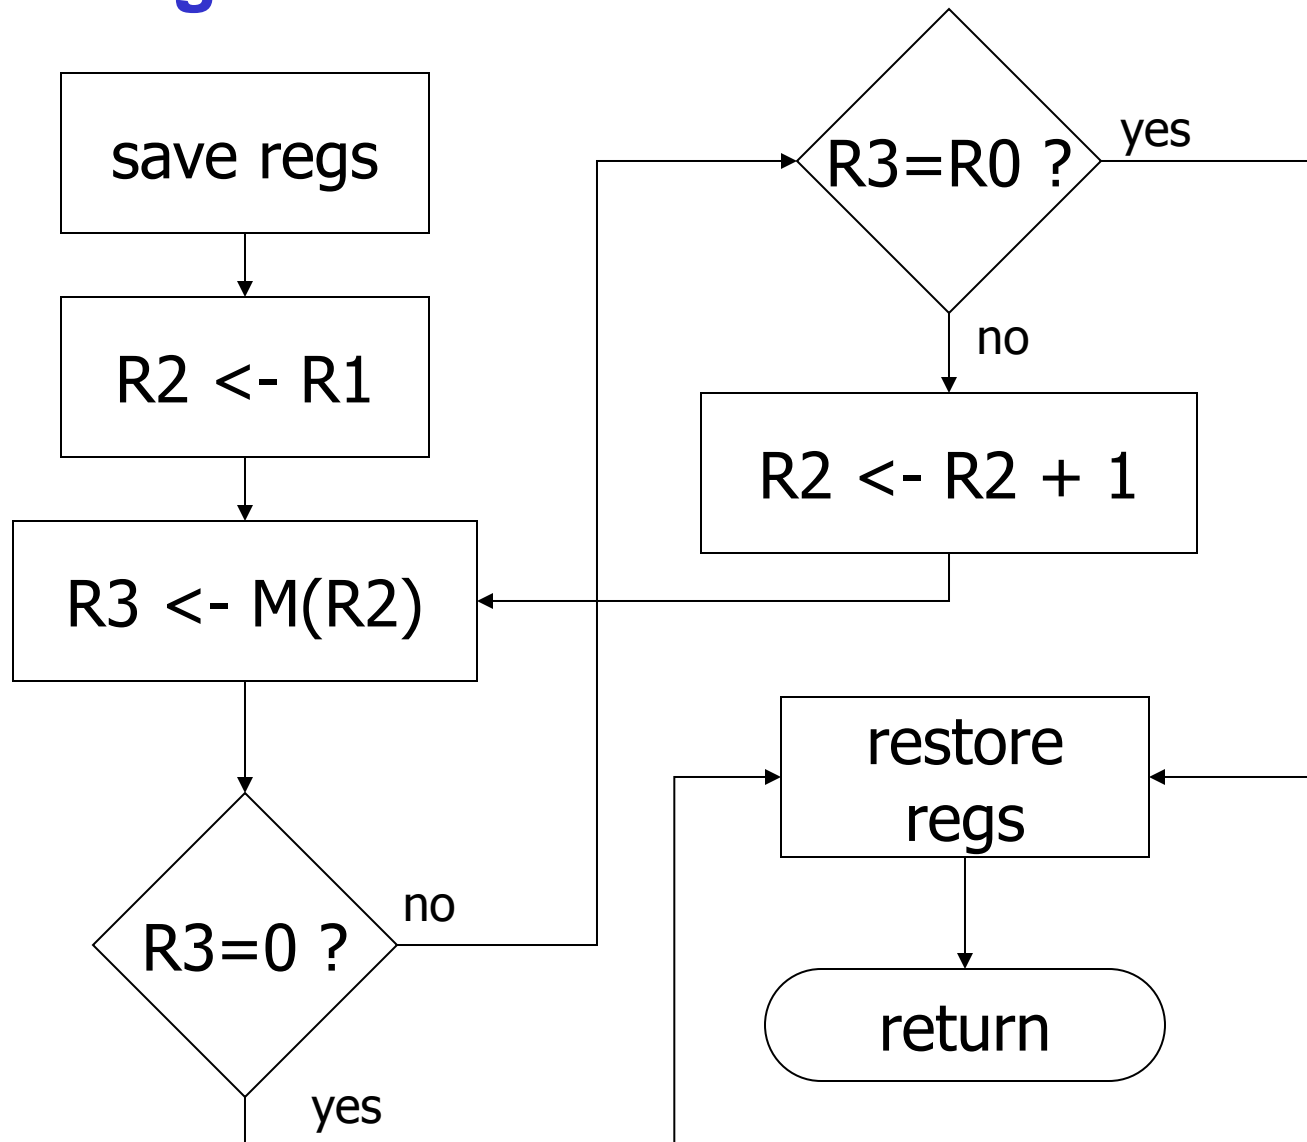 save regs
R2 <- R1
R3 <- M(R2)
R3=0 ?
no
yes
R3=R0 ?
yes
no
R2 <- R2 + 1
restore
regs
return